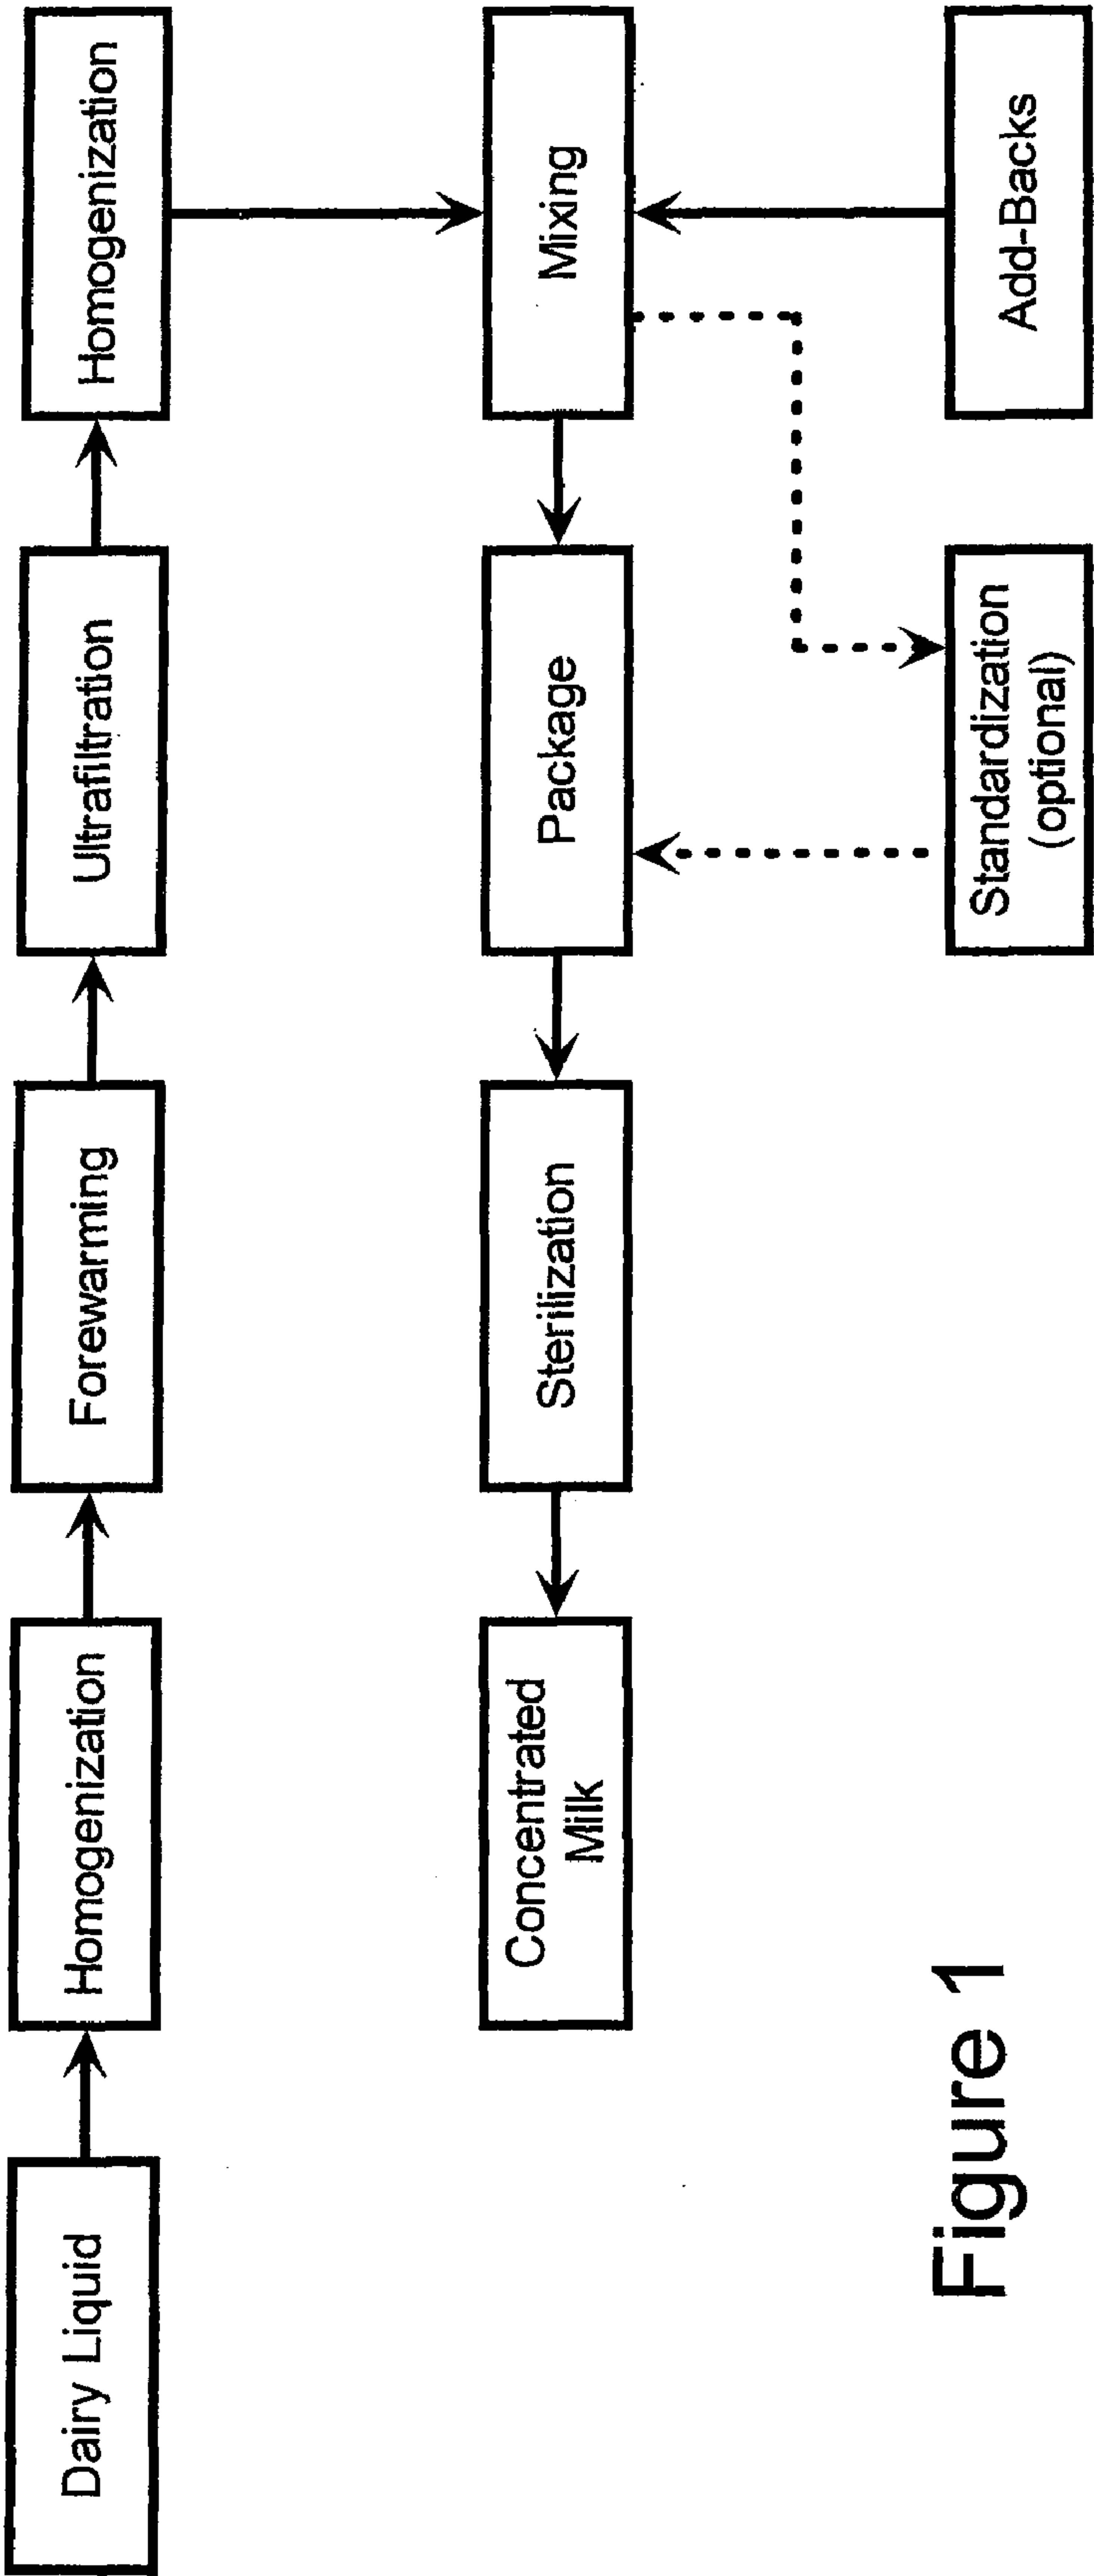 Dairy Liquid
Homogenization
Forewarming
Ultrafiltration
Homogenization
Concentrated
Milk
Sterilization
Package
Mixing
Standardization
(optional)
Add-Backs
Figure 1